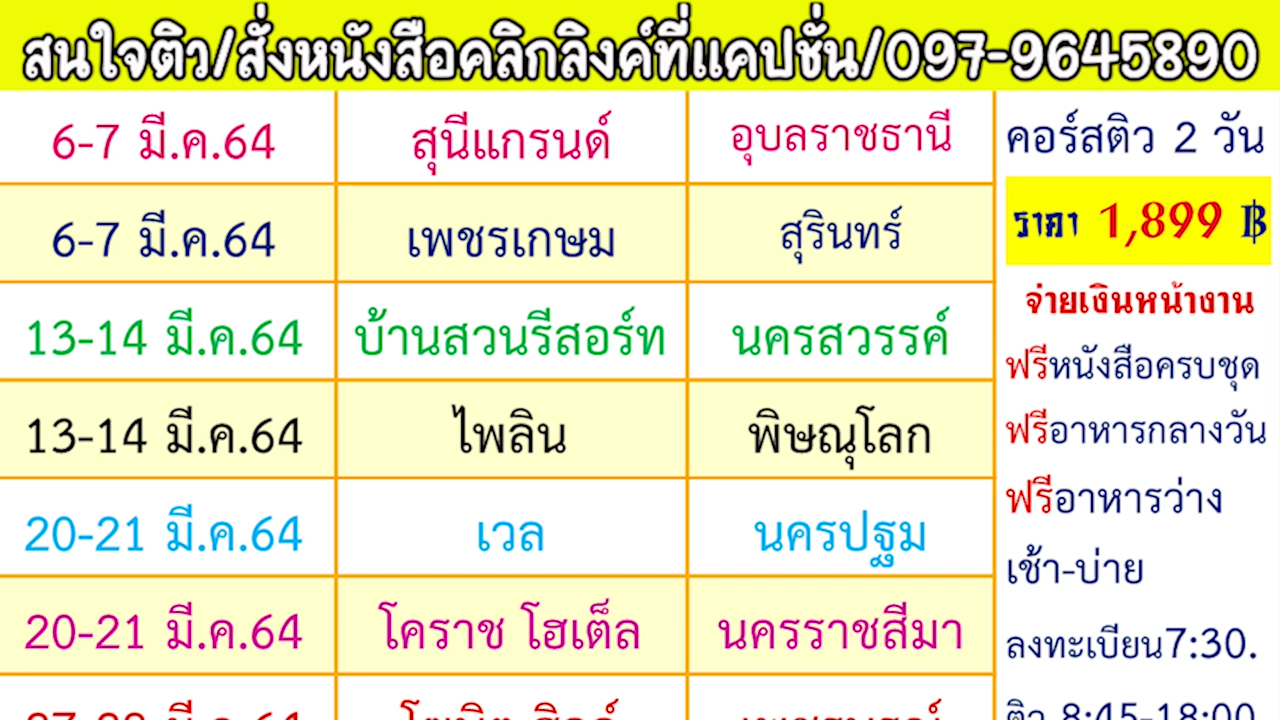 สนใจติว/สั่งหนังสือคลิกลิงค์ที่แคปชั่น/097-9645890
6-7 มี.ค.64 สุนีแกรนด์ อุบลราชธานี
6-7 มี.ค.64 เพชรเกษม สุรินทร์
13-14 มี.ค.64 บ้านสวนรีสอร์ท นครสวรรค์
13-14 มี.ค.64 ไพลิน พิษณุโลก
20-21 มี.ค.64 เวล นครปฐม
20-21 มี.ค.64 โคราช โฮเต็ล นครราชสีมา
คอร์สติว 2 วัน
ราคา 1,899 ฿
จ่ายเงินหน้างาน
ฟรีหนังสือครบชุด
ฟรีอาหารกลางวัน
ฟรีอาหารว่าง
เช้า-บ่าย
ลงทะเบียน7:30.
ติว 8:45-18:00